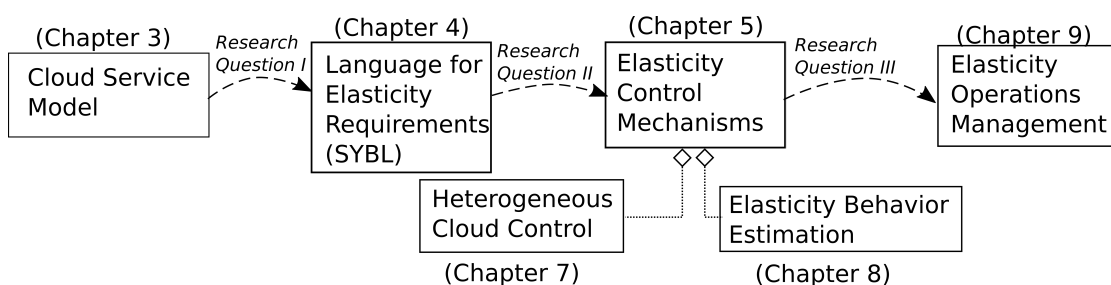 (Chapter 3)
Cloud Service
Model
Research
Question I
(Chapter 4)
Language for
Elasticity
Requirements
(SYBL)
Research
Question II
(Chapter 5)
Elasticity
Control
Mechanisms
Research
Question III
(Chapter 9)
Elasticity
Operations
Management
Heterogeneous
Cloud Control
(Chapter 7)
Elasticity Behavior
Estimation
(Chapter 8)